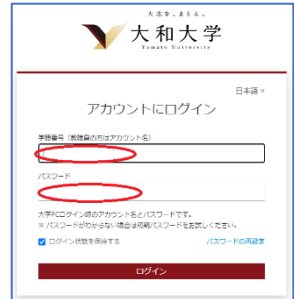 大志を、まとえ。
大和大学
Yamato University
日本語
アカウントにログイン
学籍番号（教職員の方はアカウント名）
パスワード
大学PCログイン時のアカウント名とパスワードです。
※パスワードがわからない場合は初期パスワードをお試しください。
ログイン状態を保持する
パスワードの再設定
ログイン